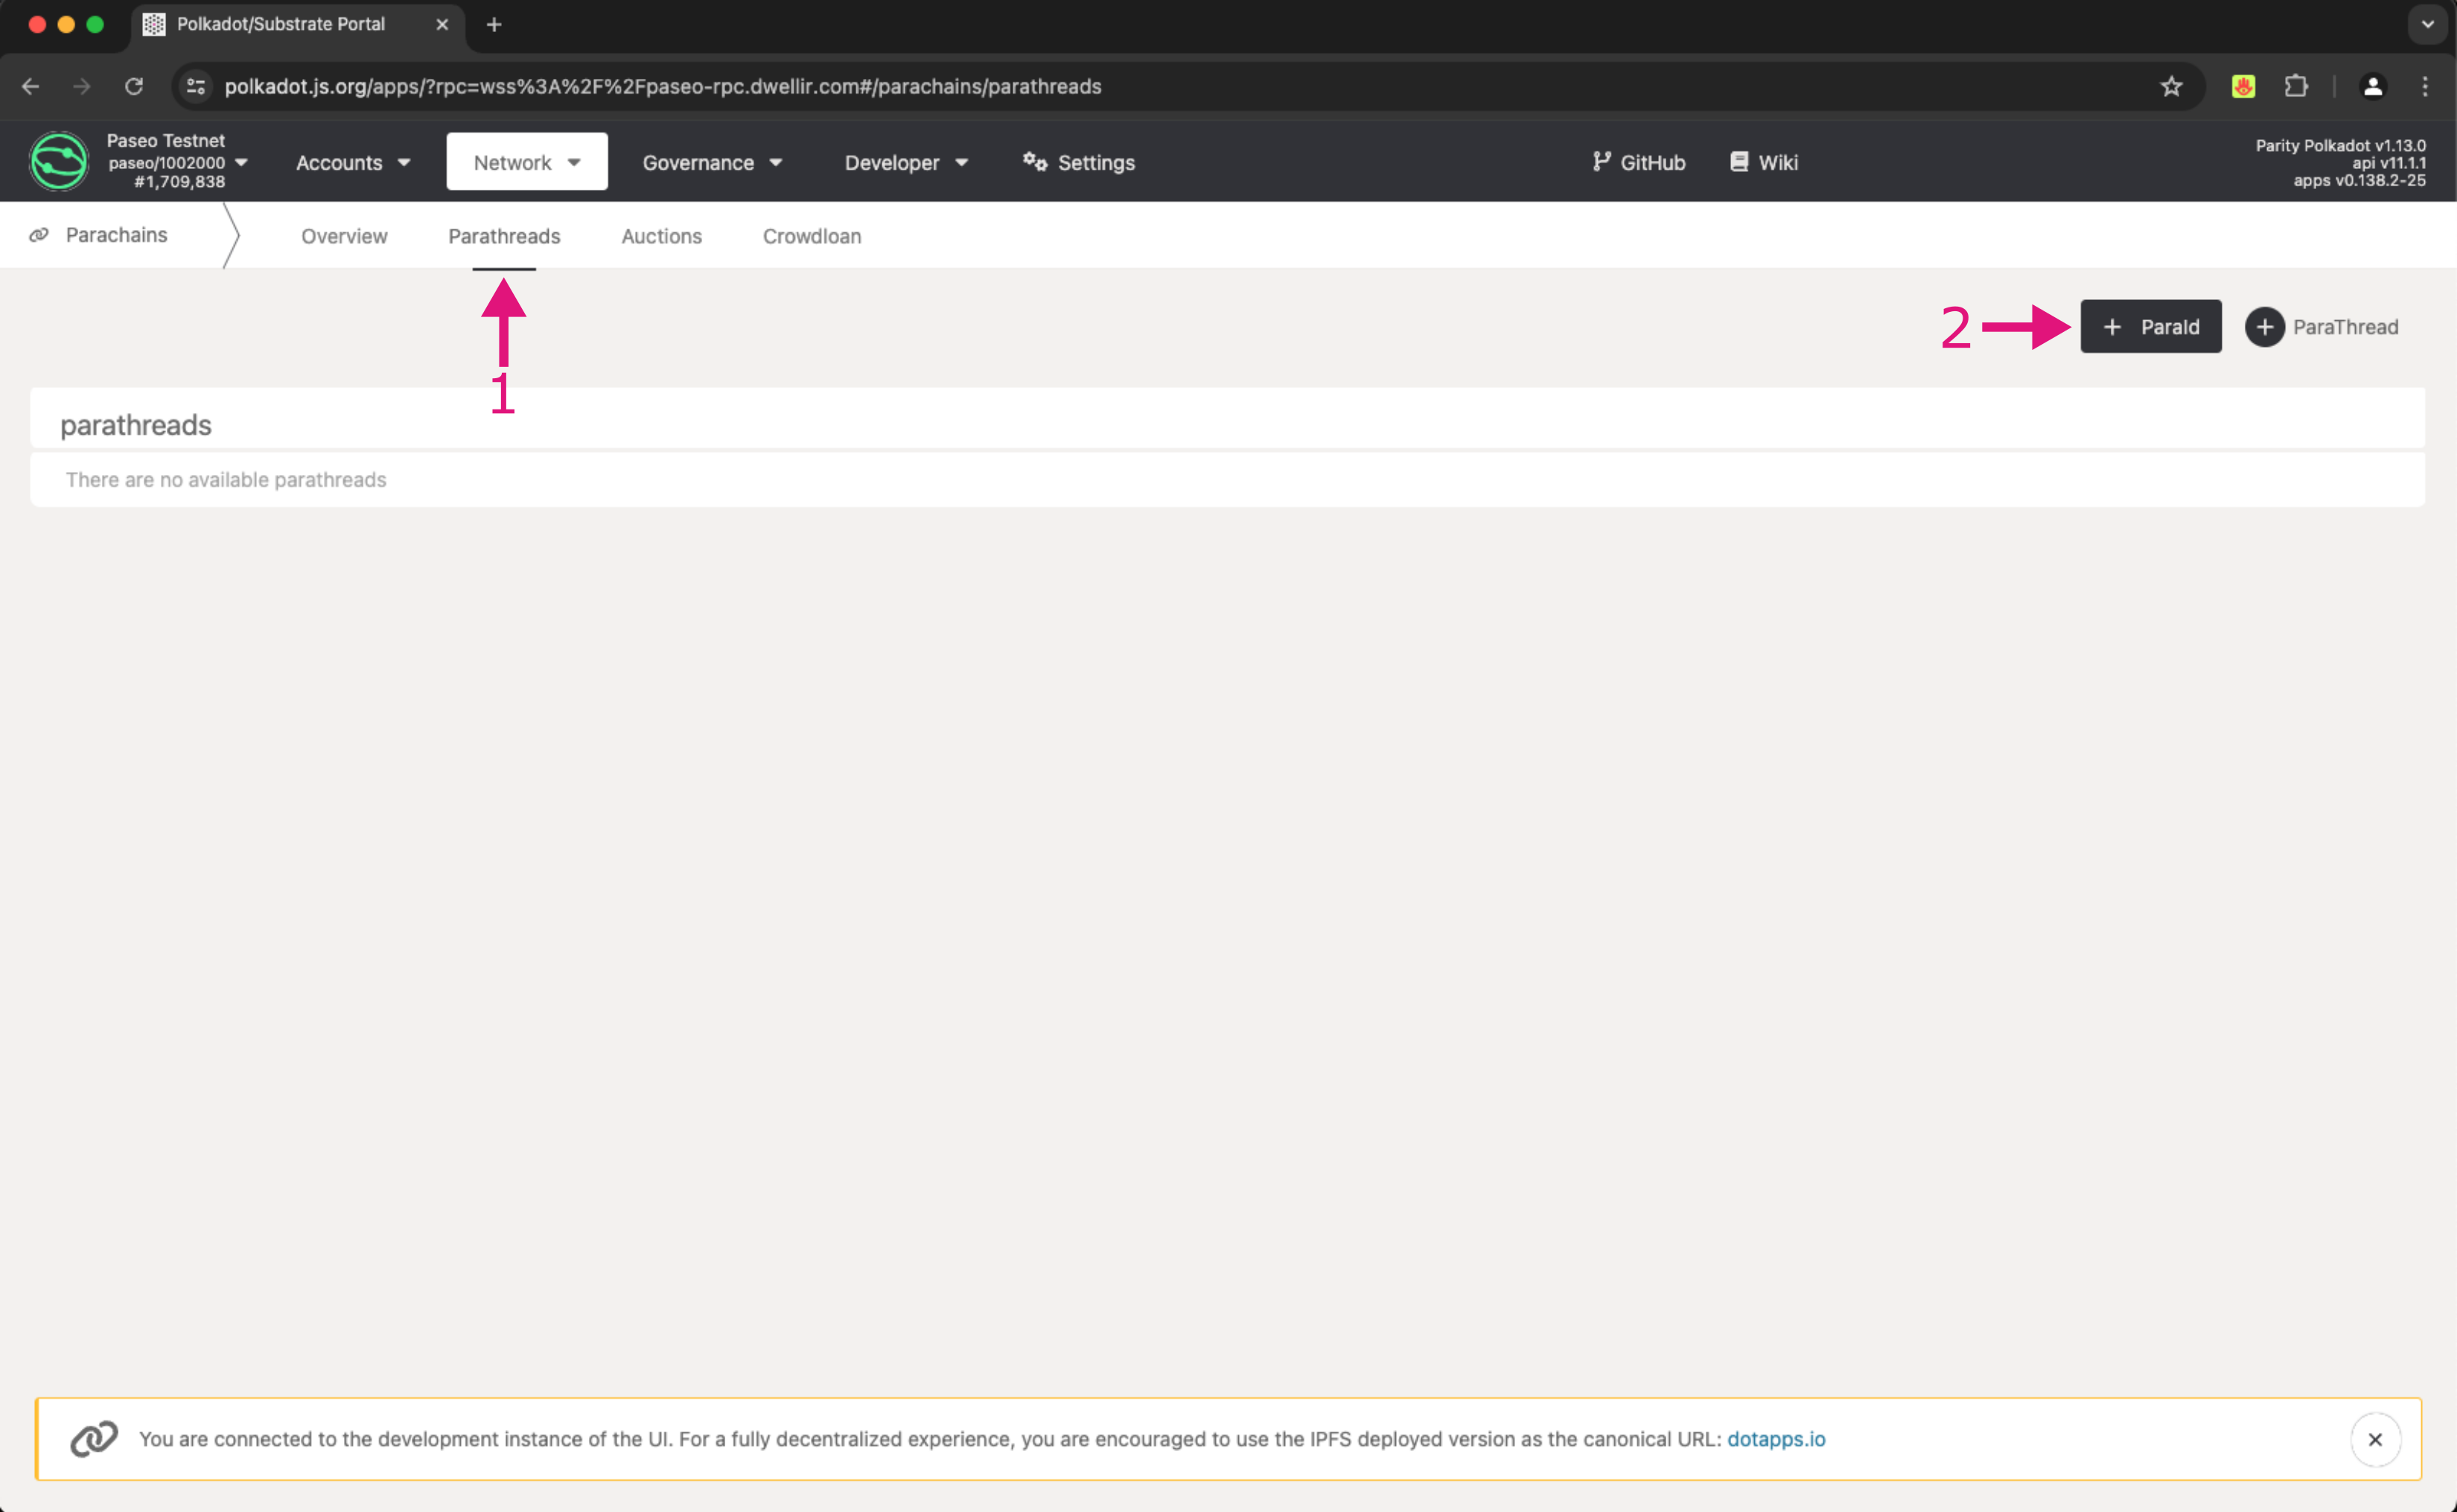 Polkadot/Substrate Portal
polkadot.js.org/apps/?rpc=wss%3A%2F%2Fpaseo-rpc.dwellir.com#/parachains/parathreads
Paseo Testnet
paseo/1002000
#1,709,838
Accounts
Network
Governance
Developer
Settings
GitHub
Wiki
Parity Polkadot v1.13.0
api v11.1.1
apps v0.138.2-25
Parachains
Overview
Parathreads
Auctions
Crowdloan
1
2
ParaId
ParaThread
parathreads
There are no available parathreads
You are connected to the development instance of the UI. For a fully decentralized experience, you are encouraged to use the IPFS deployed version as the canonical URL: dotapps.io